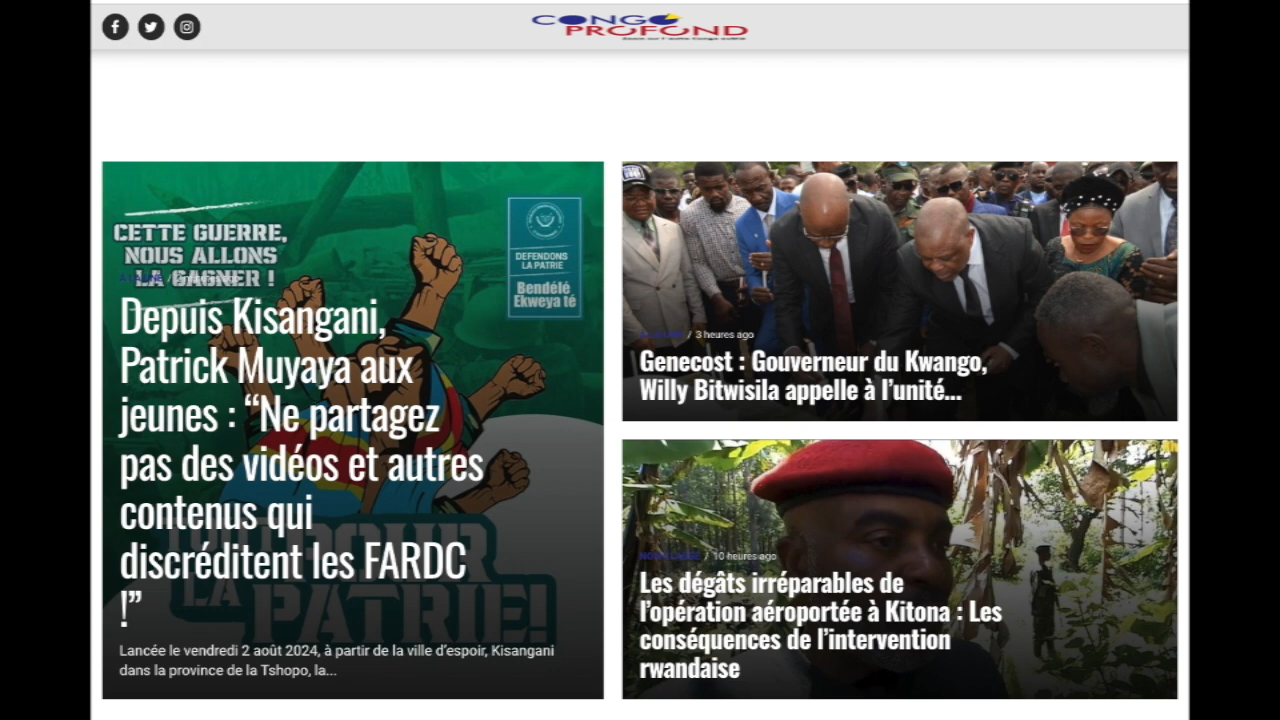 CONGO
PROFOND
CETTE GUERRE,
NOUS ALLONS
LA GAGNER !
DEFENDONS
LA PATRIE
Bendélé
Ekweya té
Depuis Kisangani,
Patrick Muyaya aux
jeunes : “Ne partagez
pas des vidéos et autres
contenus qui
discréditent les FARDC
!”
LA PATRIE!
Lancée le vendredi 2 août 2024, à partir de la ville d’espoir, Kisangani
dans la province de la Tshopo, la...
/ 3 heures ago
Genecost : Gouverneur du Kwango,
Willy Bitwisila appelle à l’unité...
/ 10 heures ago
Les dégâts irréparables de
l’opération aéroportée à Kitona : Les
conséquences de l’intervention
rwandaise